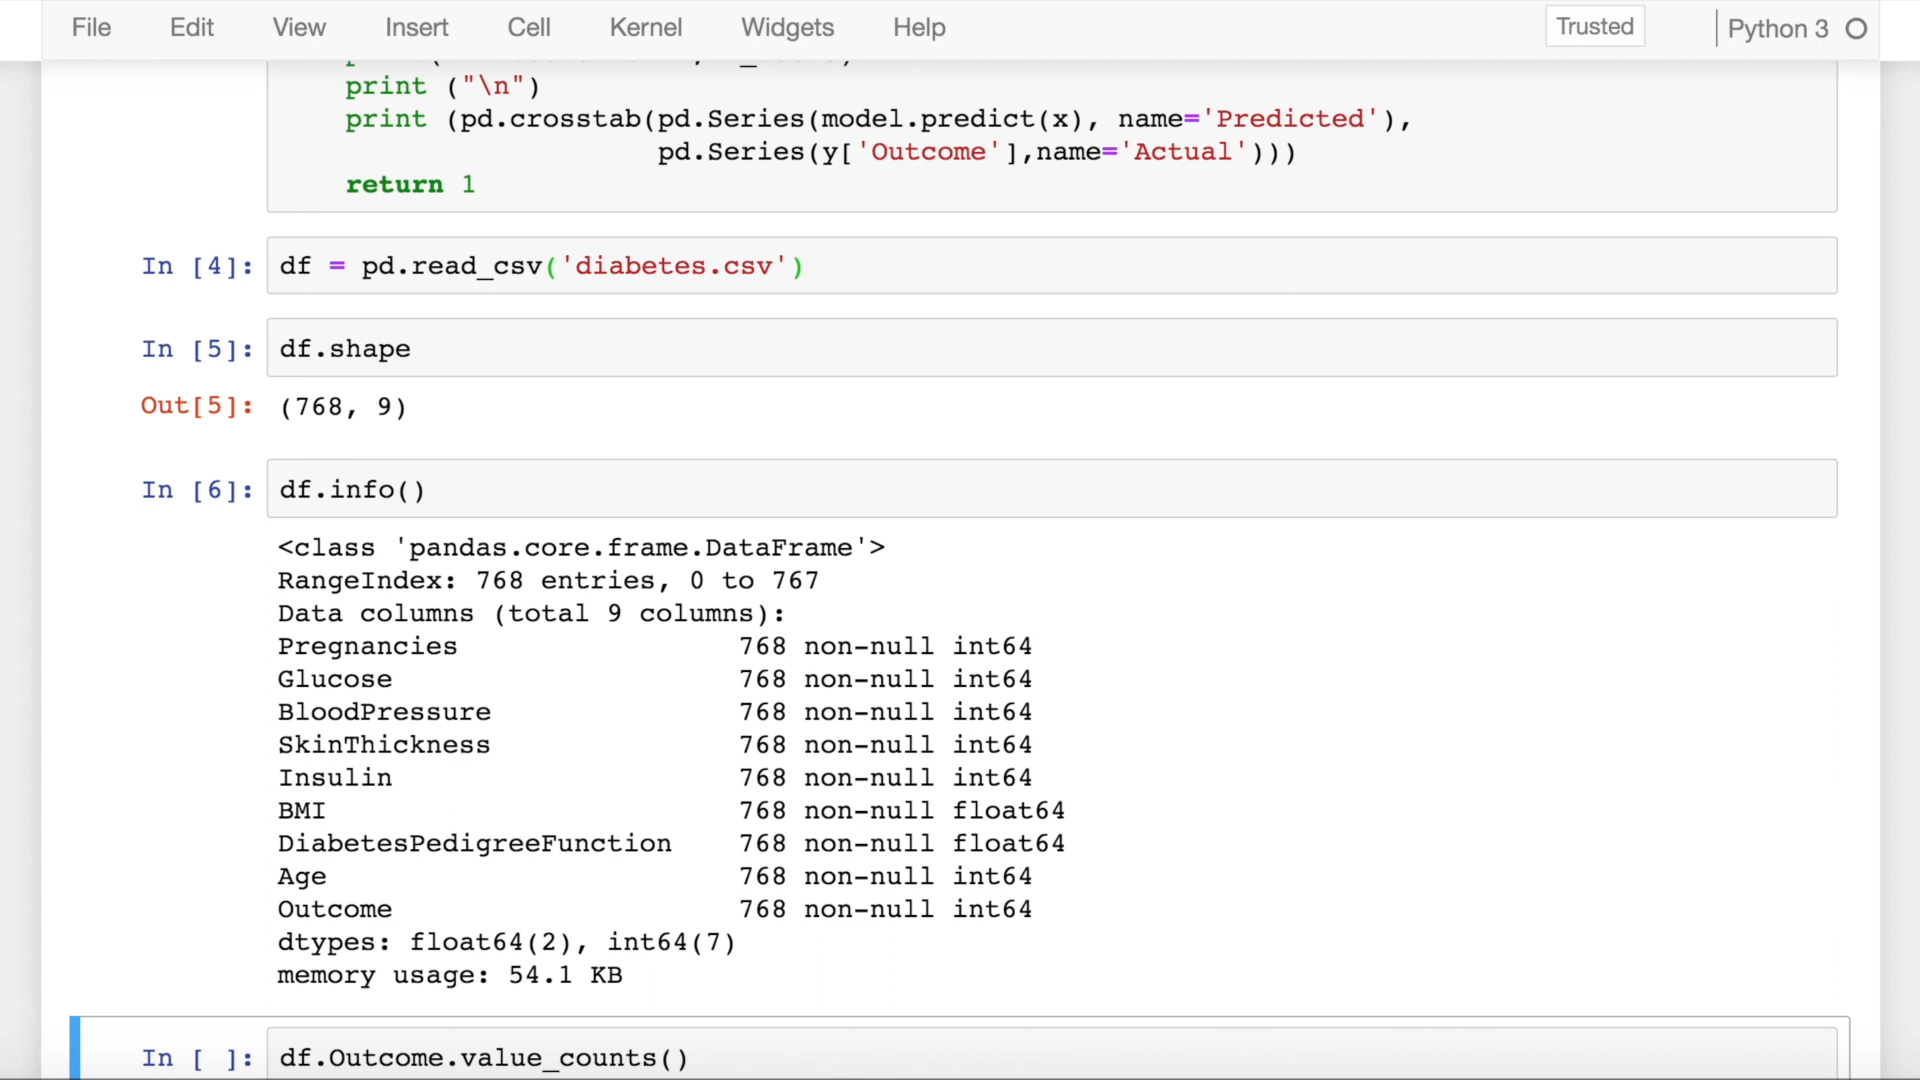 File Edit View Insert Cell Kernel Widgets Help Trusted Python 3
print ("\n")
print (pd.crosstab(pd.Series(model.predict(x), name='Predicted'),
pd.Series(y['Outcome'],name='Actual')))
return 1
In [4]: df = pd.read_csv('diabetes.csv')
In [5]: df.shape
Out[5]: (768, 9)
In [6]: df.info()
<class 'pandas.core.frame.DataFrame'>
RangeIndex: 768 entries, 0 to 767
Data columns (total 9 columns):
Pregnancies 768 non-null int64
Glucose 768 non-null int64
BloodPressure 768 non-null int64
SkinThickness 768 non-null int64
Insulin 768 non-null int64
BMI 768 non-null float64
DiabetesPedigreeFunction 768 non-null float64
Age 768 non-null int64
Outcome 768 non-null int64
dtypes: float64(2), int64(7)
memory usage: 54.1 KB
In [ ]: df.Outcome.value_counts()